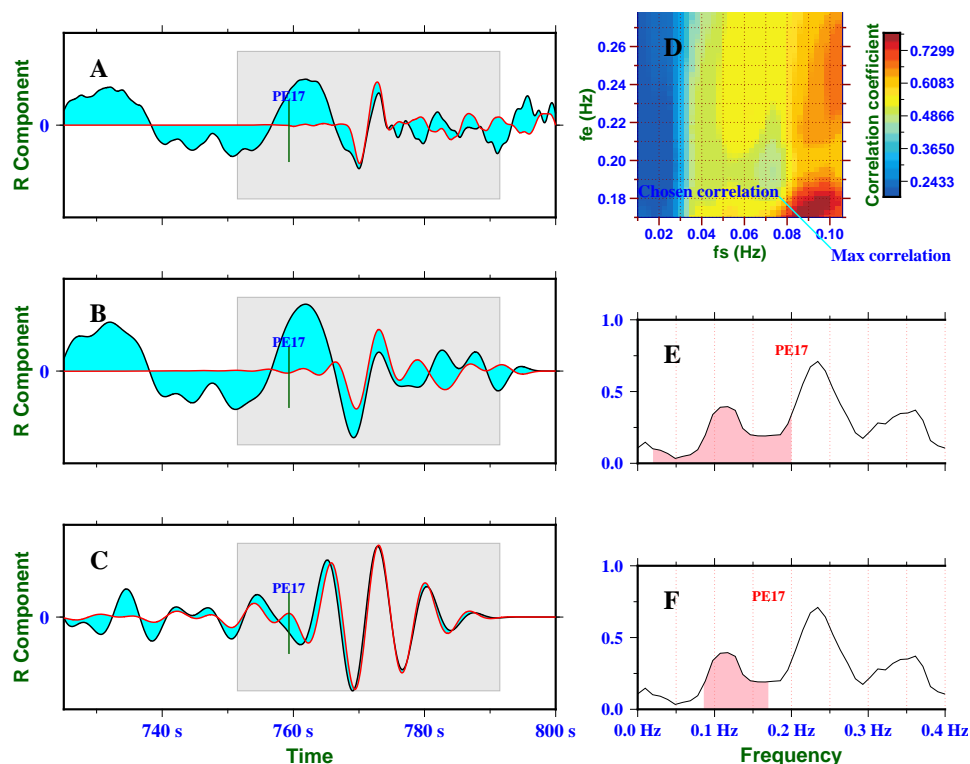 A
PE17
0
R Component
B
PE17
0
R Component
C
PE17
0
R Component
740 s
760 s
780 s
800 s
Time
D
0.26
0.24
0.22
0.20
0.18
fe (Hz)
Chosen correlation
0.02
0.04
0.06
0.08
0.10
fs (Hz)
Max correlation
0.7299
0.6083
0.4866
0.3650
0.2433
Correlation coefficient
E
PE17
1.0
0.5
0.0
F
PE17
1.0
0.5
0.0
0.0 Hz
0.1 Hz
0.2 Hz
0.3 Hz
0.4 Hz
Frequency